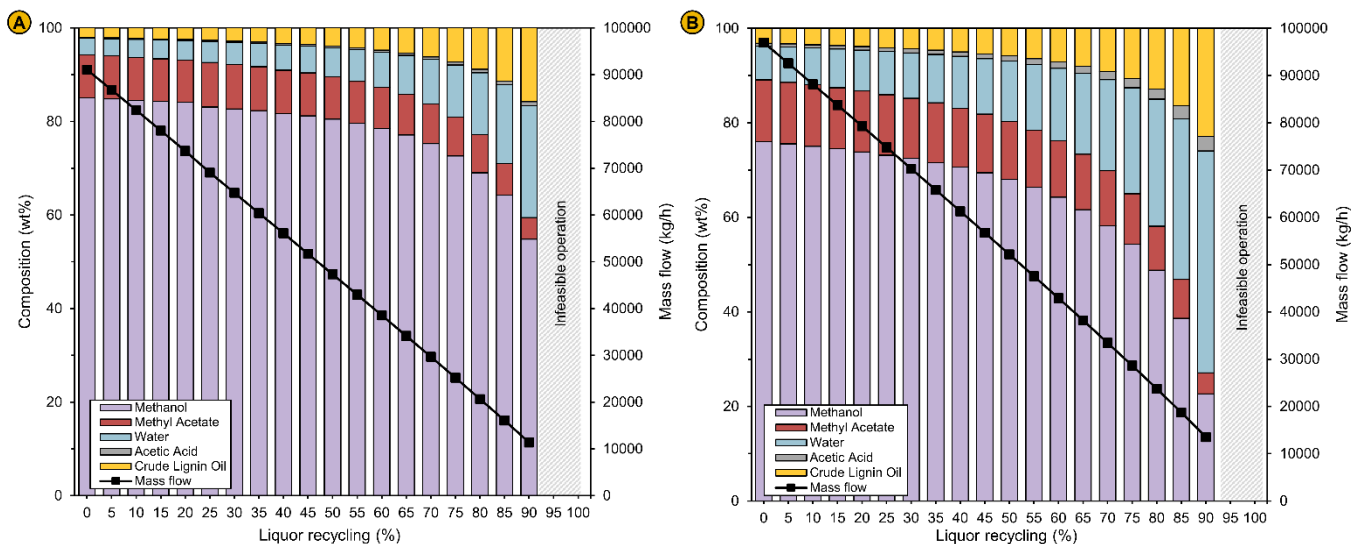 A
Composition (wt%)
100
80
60
40
20
0
100000
90000
80000
70000
60000
50000
40000
30000
20000
10000
0
Mass flow (kg/h)
Infeasible operation
Methanol
Methyl Acetate
Water
Acetic Acid
Crude Lignin Oil
Mass flow
0 5 10 15 20 25 30 35 40 45 50 55 60 65 70 75 80 85 90 95 100
Liquor recycling (%)
B
Composition (wt%)
100
80
60
40
20
0
100000
90000
80000
70000
60000
50000
40000
30000
20000
10000
0
Mass flow (kg/h)
Infeasible operation
Methanol
Methyl Acetate
Water
Acetic Acid
Crude Lignin Oil
Mass flow
0 5 10 15 20 25 30 35 40 45 50 55 60 65 70 75 80 85 90 95 100
Liquor recycling (%)